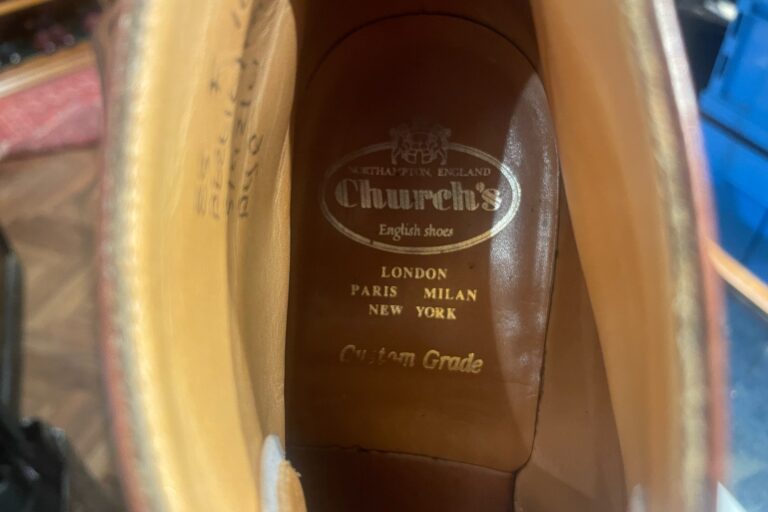 NORTHAMPTON, ENGLAND
Church's
English shoes
LONDON
PARIS MILAN
NEW YORK
Custom Grade